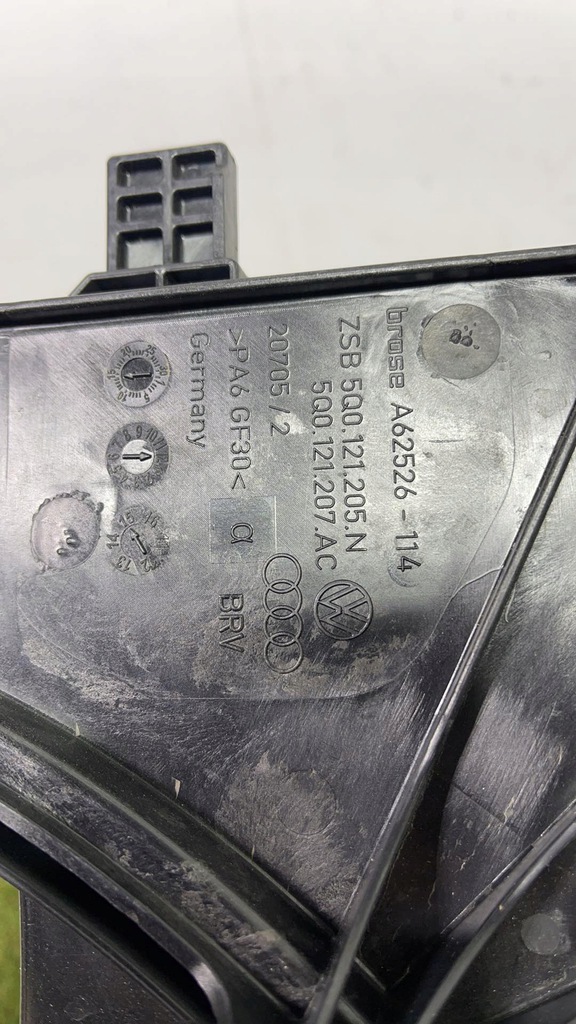 brose A62526-114
ZSB 5Q0.121.205.N
5Q0.121.207.AC
20705/2
>PA6 GF30<
Germany
α
BRV